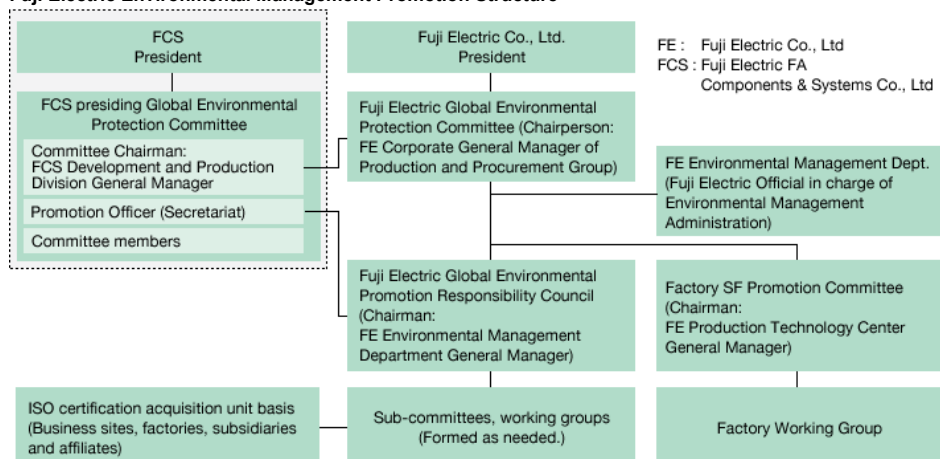 Fuji Electric Environmental Management Promotion Structure
FCS
President
Fuji Electric Co., Ltd.
President
FE : Fuji Electric Co., Ltd
FCS : Fuji Electric FA
Components & Systems Co., Ltd
FCS presiding Global Environmental
Protection Committee
Committee Chairman:
FCS Development and Production
Division General Manager
Promotion Officer (Secretariat)
Committee members
Fuji Electric Global Environmental
Protection Committee (Chairperson:
FE Corporate General Manager of
Production and Procurement Group)
FE Environmental Management Dept.
(Fuji Electric Official in charge of
Environmental Management
Administration)
Fuji Electric Global Environmental
Promotion Responsibility Council
(Chairman:
FE Environmental Management
Department General Manager)
Factory SF Promotion Committee
(Chairman:
FE Production Technology Center
General Manager)
ISO certification acquisition unit basis
(Business sites, factories, subsidiaries
and affiliates)
Sub-committees, working groups
(Formed as needed.)
Factory Working Group